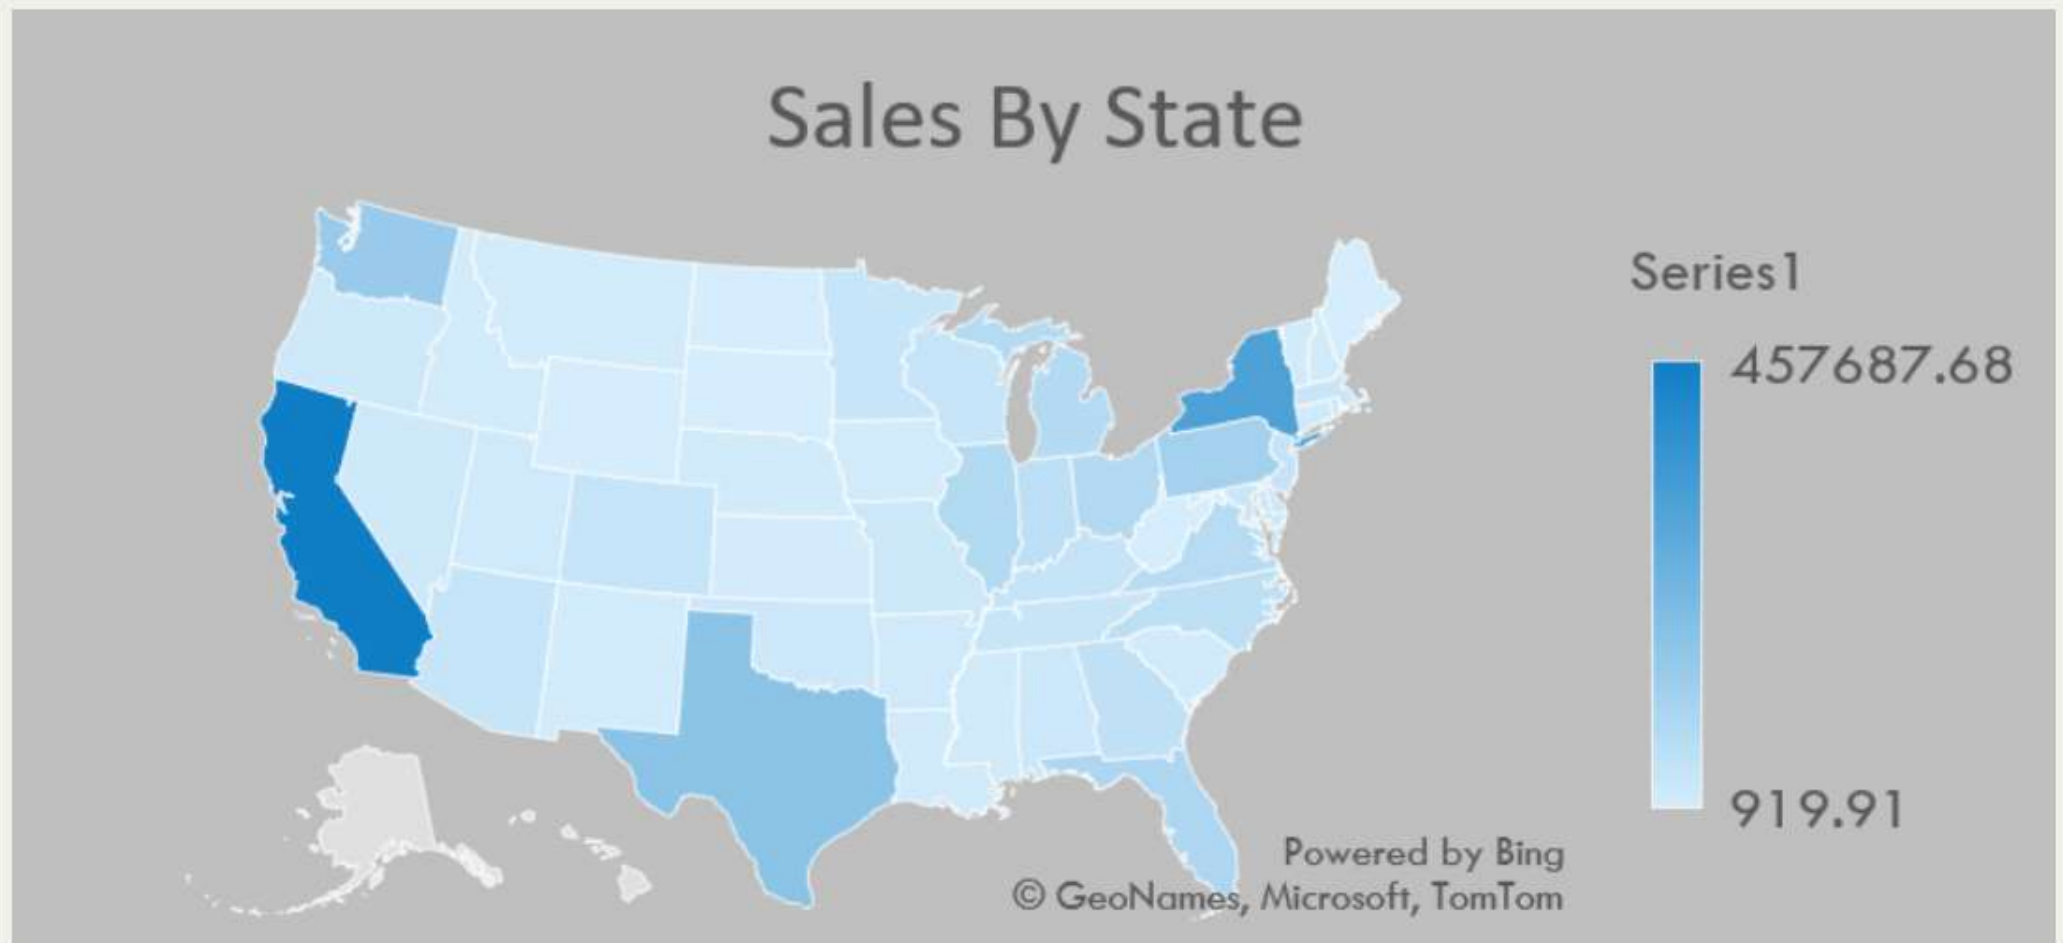 Sales By State
Series1
457687.68
919.91
Powered by Bing
© GeoNames, Microsoft, TomTom